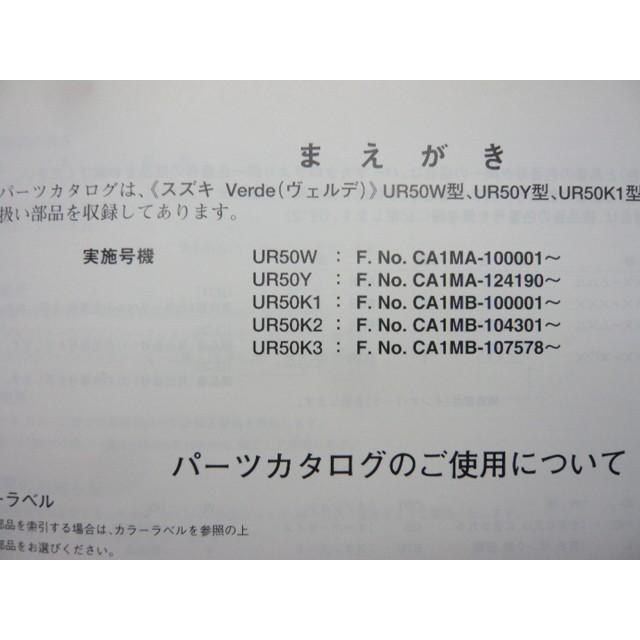 まえがき
パーツカタログは、《スズキ Verde(ヴェルデ)》UR50W型、UR50Y型、UR50K1型
扱い部品を収録してあります。
実施号機 UR50W : F. No. CA1MA-100001～
UR50Y : F. No. CA1MA-124190～
UR50K1 : F. No. CA1MB-100001～
UR50K2 : F. No. CA1MB-104301～
UR50K3 : F. No. CA1MB-107578～
パーツカタログのご使用について
ーラベル
部品を索引する場合は、カラーラベルを参照の上
部品をお選びください。